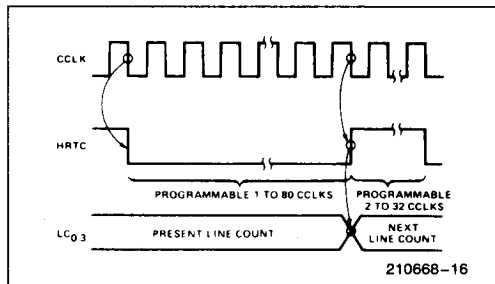 CCLK
HRTC
PROGRAMMABLE 1 TO 80 CCLKS
PROGRAMMABLE
2 TO 32 CCLKS
LC0 3
PRESENT LINE COUNT
NEXT
LINE COUNT
210668-16